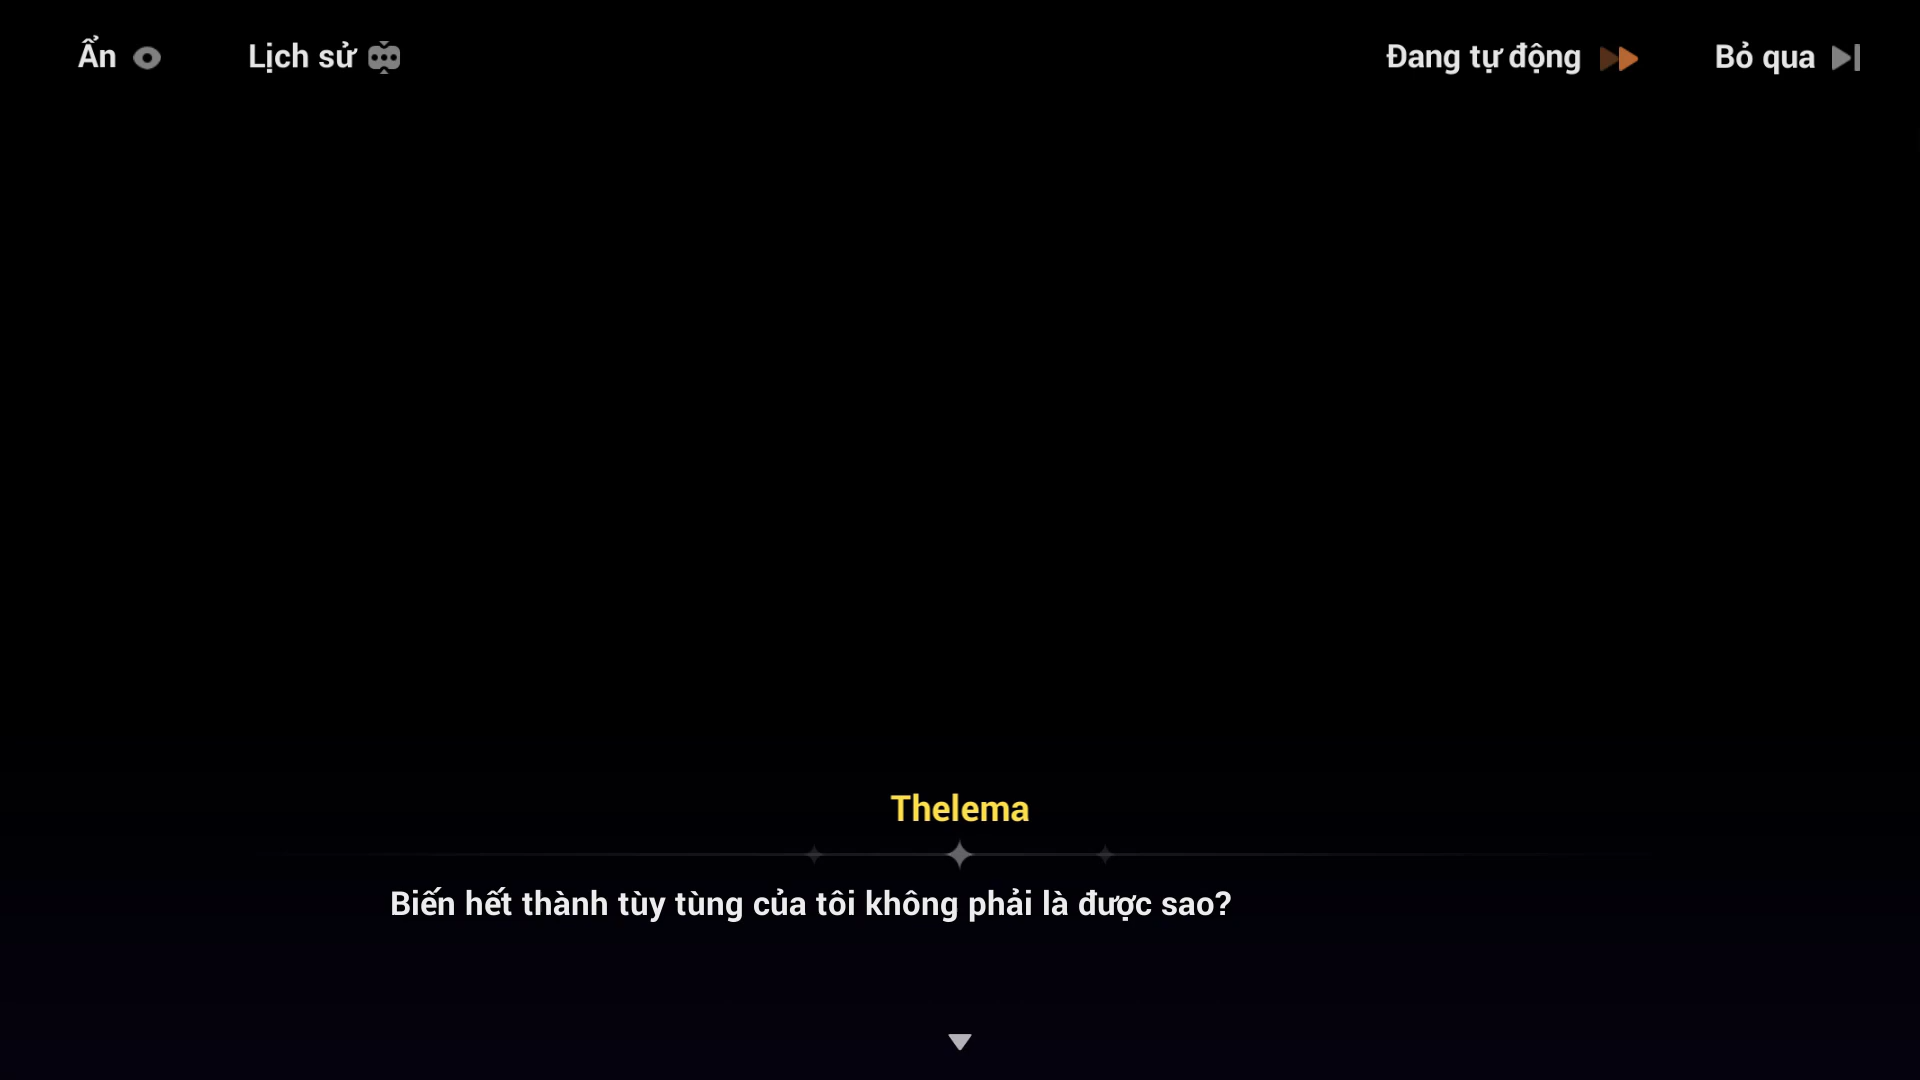 Ẩn
Lịch sử
Đang tự động
Bỏ qua
Thelema
Biến hết thành tùy tùng của tôi không phải là được sao?